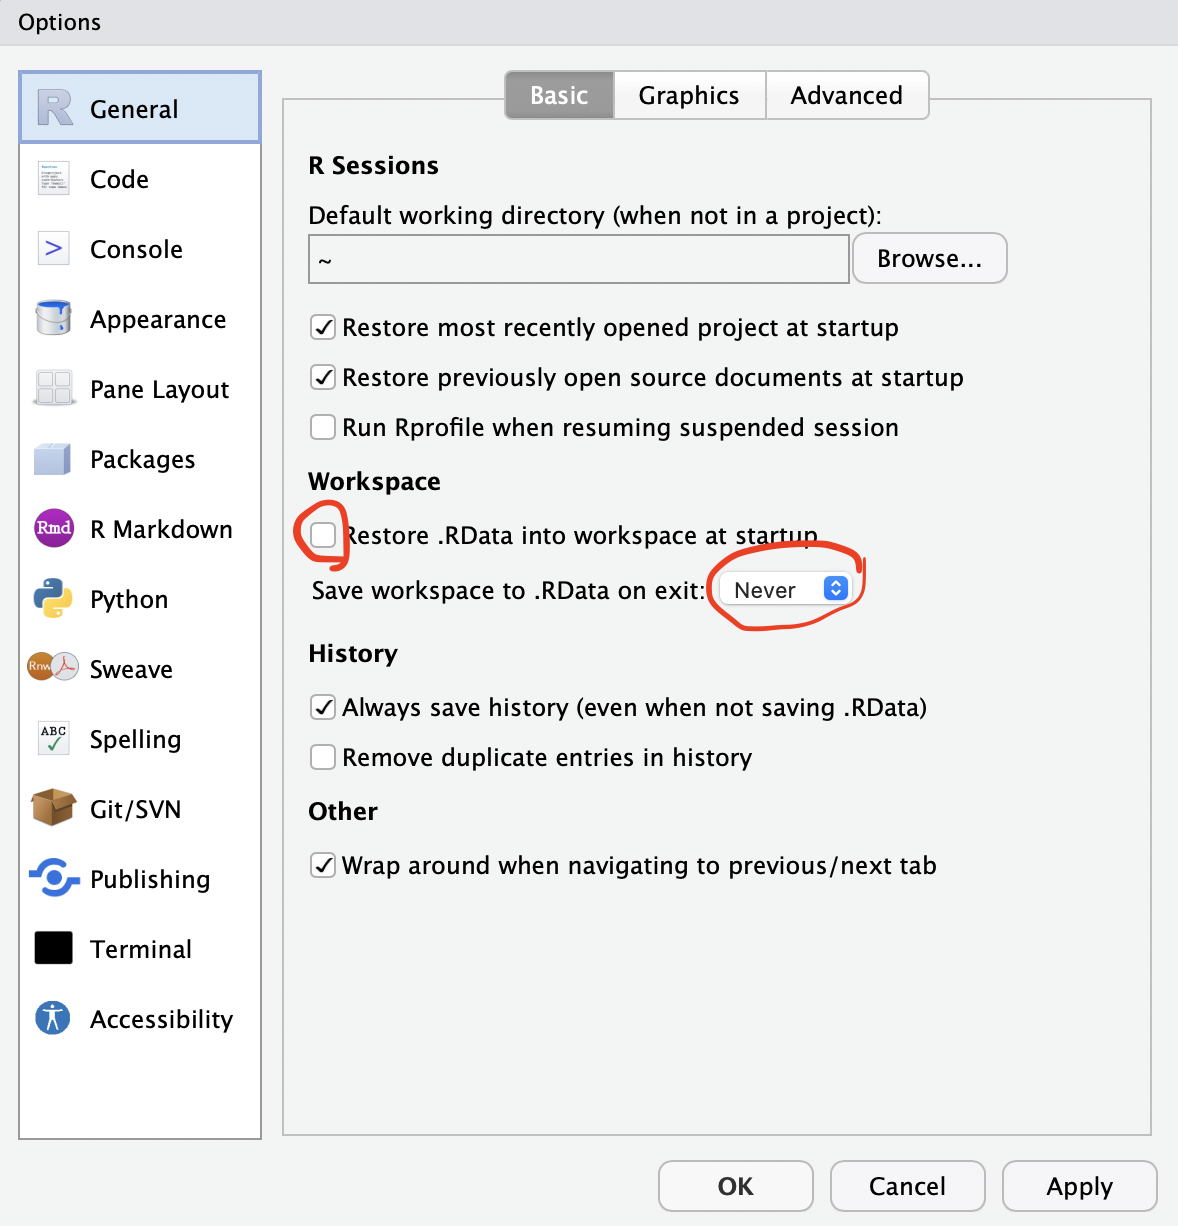 Options
General
Code
Console
Appearance
Pane Layout
Packages
Rmd R Markdown
Python
Rnw Sweave
ABC Spelling
Git/SVN
Publishing
Terminal
Accessibility
Basic Graphics Advanced
R Sessions
Default working directory (when not in a project):
~ Browse...
Restore most recently opened project at startup
Restore previously open source documents at startup
Run Rprofile when resuming suspended session
Workspace
Restore .RData into workspace at startup
Save workspace to .RData on exit: Never
History
Always save history (even when not saving .RData)
Remove duplicate entries in history
Other
Wrap around when navigating to previous/next tab
OK Cancel Apply